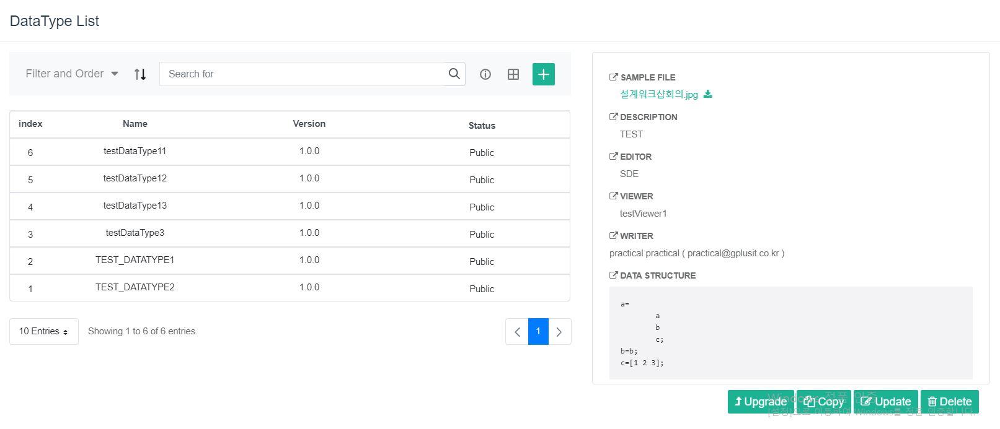 DataType List
Filter and Order
Search for
index Name Version Status
6 testDataType11 1.0.0 Public
5 testDataType12 1.0.0 Public
4 testDataType13 1.0.0 Public
3 testDataType3 1.0.0 Public
2 TEST_DATATYPE1 1.0.0 Public
1 TEST_DATATYPE2 1.0.0 Public
10 Entries Showing 1 to 6 of 6 entries. 1
SAMPLE FILE
설계워크샵회의.jpg
DESCRIPTION
TEST
EDITOR
SDE
VIEWER
testViewer1
WRITER
practical practical ( practical@gplusit.co.kr )
DATA STRUCTURE
a=
a
b
c;
b=b;
c=[1 2 3];
Upgrade Copy Update Delete
Windows 정품 인증
[설정]으로 이동하여 Windows를 정품 인증합니다.